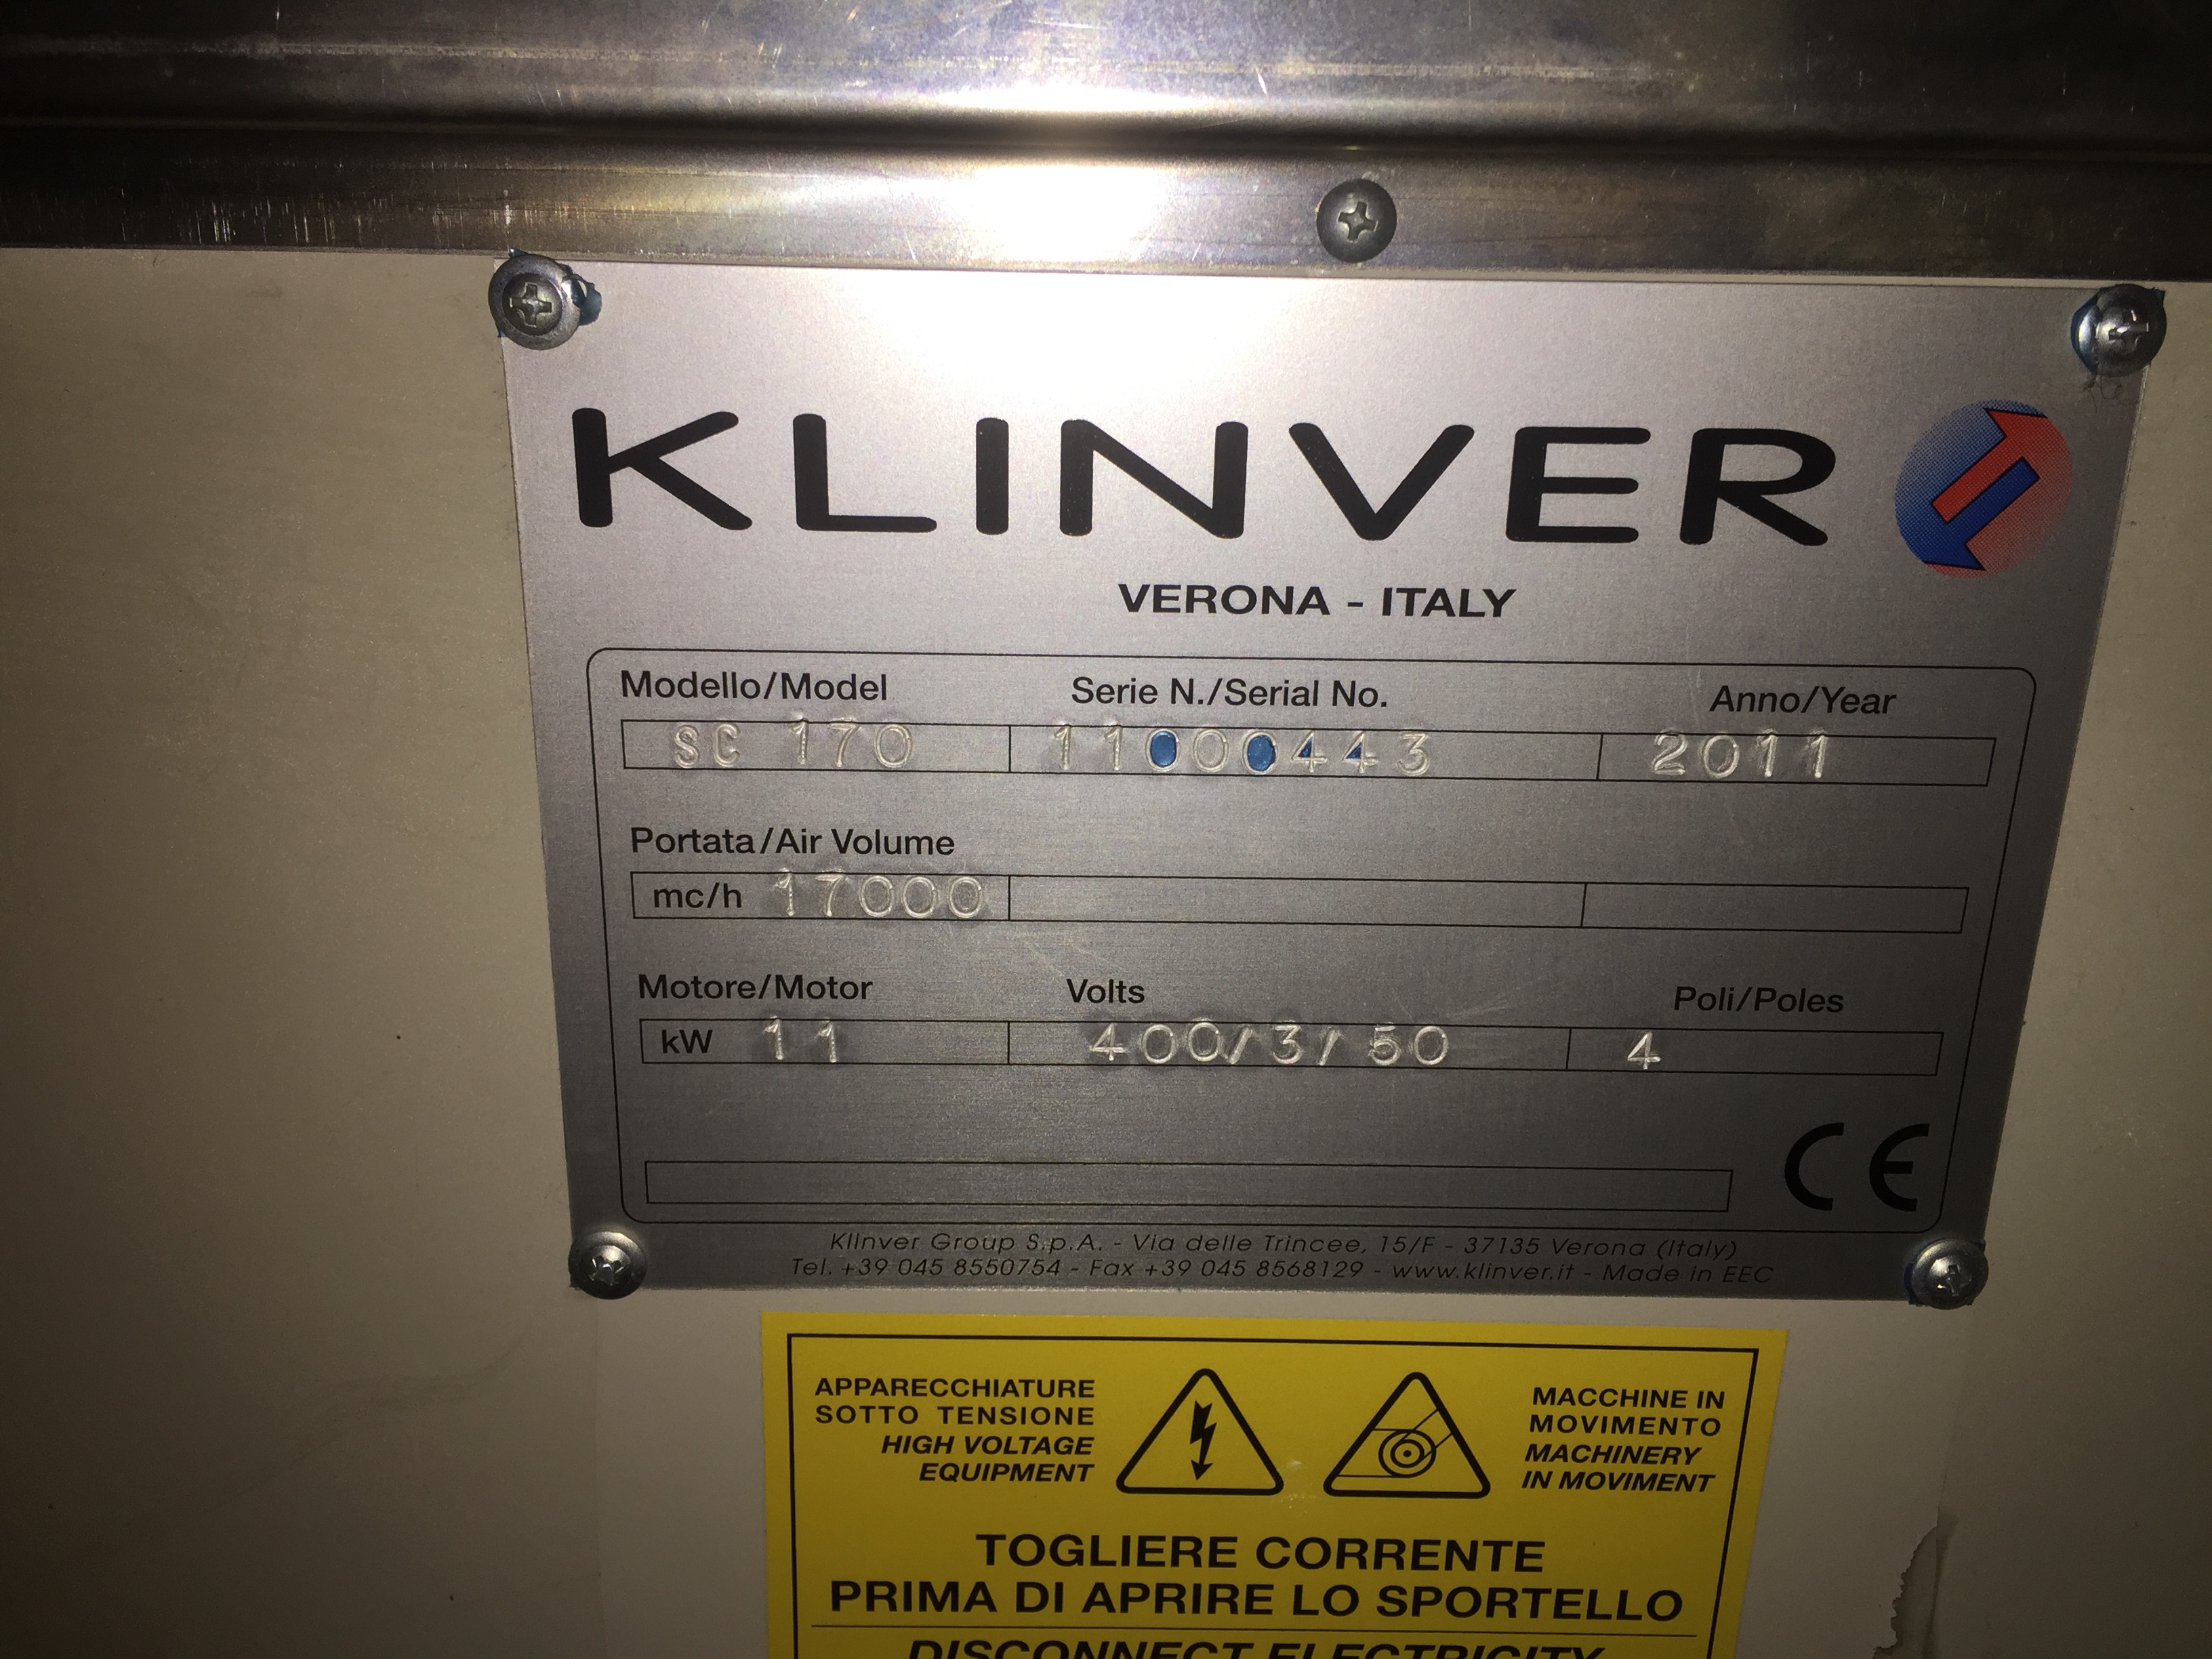 KLINVER
VERONA - ITALY
Modello/Model Serie N./Serial No. Anno/Year
SC 170 11000443 2011
Portata/Air Volume
mc/h 17000
Motore/Motor Volts Poli/Poles
kW 11 400/3/50 4
CE
Klinver Group S.p.A. - Via delle Trincee, 15/F - 37135 Verona (Italy)
Tel. +39 045 8550754 - Fax +39 045 8568129 - www.klinver.it - Made in EEC
APPARECCHIATURE
SOTTO TENSIONE
HIGH VOLTAGE
EQUIPMENT
MACCHINE IN
MOVIMENTO
MACHINERY
IN MOVIMENT
TOGLIERE CORRENTE
PRIMA DI APRIRE LO SPORTELLO
DISCONNECT ELECTRICITY